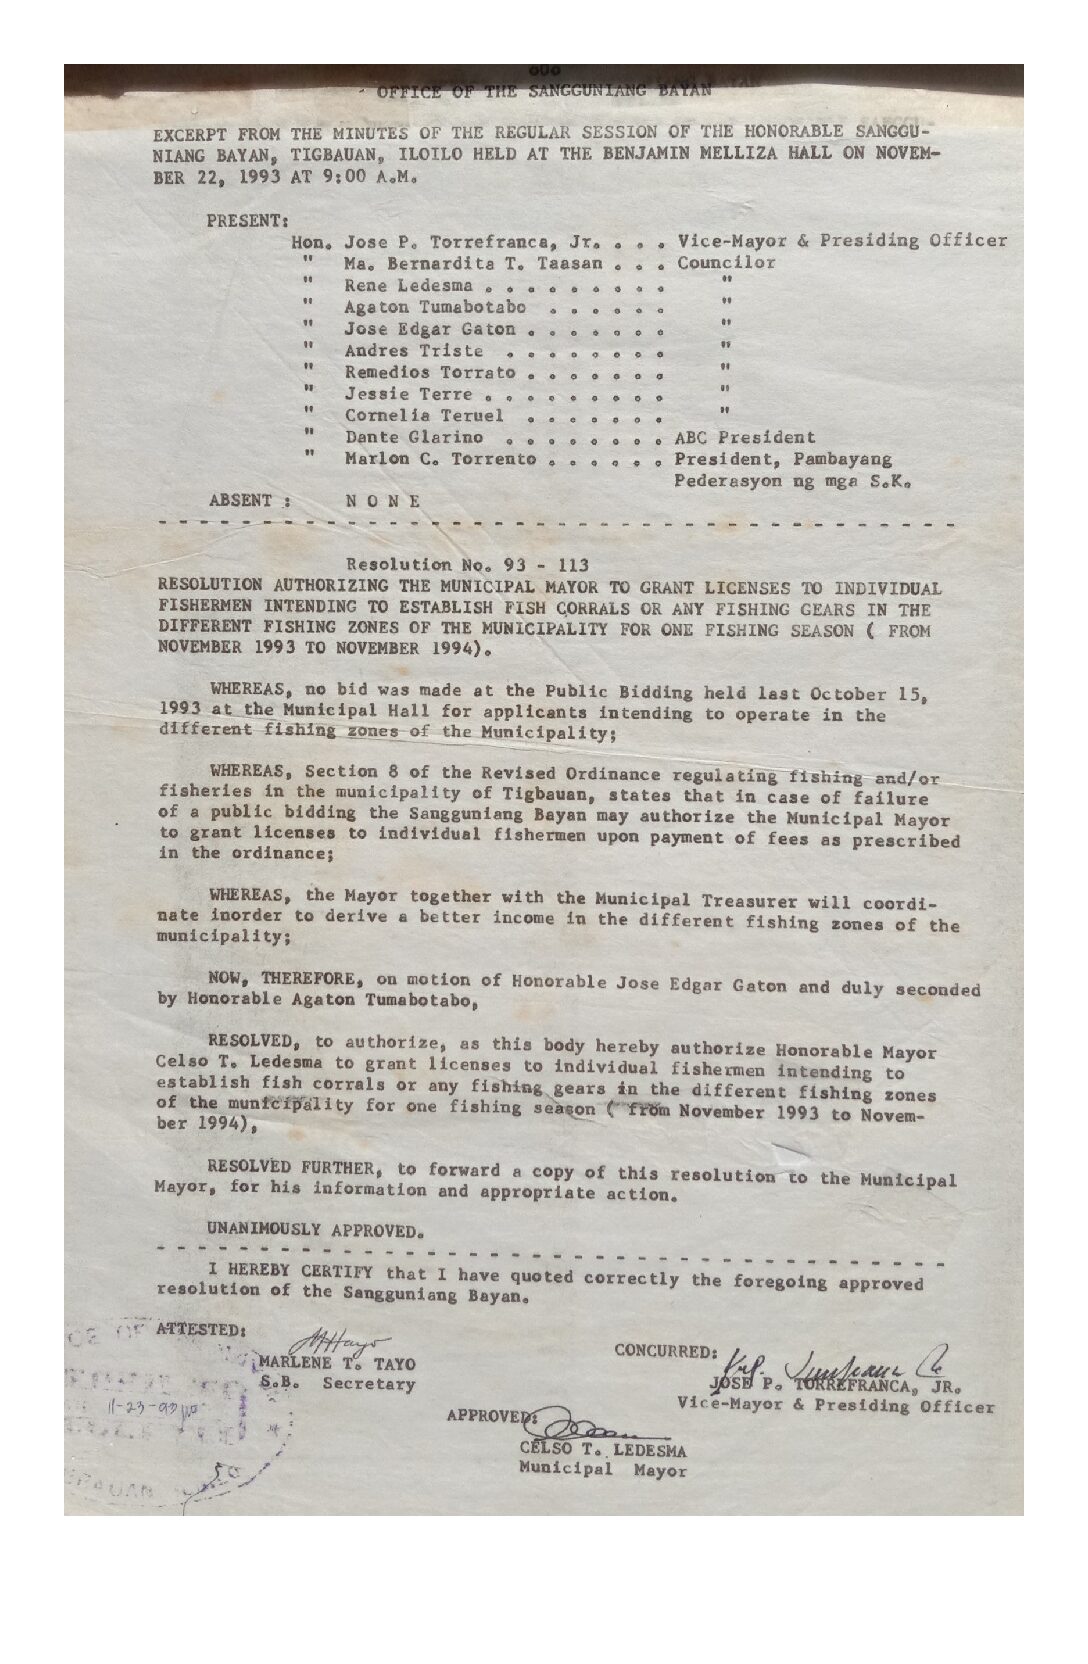 o0o
OFFICE OF THE SANGGUNIANG BAYAN
EXCERPT FROM THE MINUTES OF THE REGULAR SESSION OF THE HONORABLE SANGGU-
NIANG BAYAN, TIGBAUAN, ILOILO HELD AT THE BENJAMIN MELLIZA HALL ON NOVEM-
BER 22, 1993 AT 9:00 A.M.
PRESENT:
Hon. Jose P. Torrefranca, Jr. . . . Vice-Mayor & Presiding Officer
" Ma. Bernardita T. Taasan . . . Councilor
" Rene Ledesma . . . . . . . . . "
" Agaton Tumabotabo . . . . . . "
" Jose Edgar Gaton . . . . . . . "
" Andres Triste . . . . . . . . "
" Remedios Torrato . . . . . . . "
" Jessie Terre . . . . . . . . . "
" Cornelia Teruel . . . . . . . "
" Dante Glarino . . . . . . . . ABC President
" Marlon C. Torrento . . . . . . President, Pambayang
Pederasyon ng mga S.K.
ABSENT : N O N E
- - - - - - - - - - - - - - - - - - - - - - - - - - - - - - - - - - - - - -
Resolution No. 93 - 113
RESOLUTION AUTHORIZING THE MUNICIPAL MAYOR TO GRANT LICENSES TO INDIVIDUAL
FISHERMEN INTENDING TO ESTABLISH FISH CORRALS OR ANY FISHING GEARS IN THE
DIFFERENT FISHING ZONES OF THE MUNICIPALITY FOR ONE FISHING SEASON ( FROM
NOVEMBER 1993 TO NOVEMBER 1994).
WHEREAS, no bid was made at the Public Bidding held last October 15,
1993 at the Municipal Hall for applicants intending to operate in the
different fishing zones of the Municipality;
WHEREAS, Section 8 of the Revised Ordinance regulating fishing and/or
fisheries in the municipality of Tigbauan, states that in case of failure
of a public bidding the Sangguniang Bayan may authorize the Municipal Mayor
to grant licenses to individual fishermen upon payment of fees as prescribed
in the ordinance;
WHEREAS, the Mayor together with the Municipal Treasurer will coordi-
nate inorder to derive a better income in the different fishing zones of the
municipality;
NOW, THEREFORE, on motion of Honorable Jose Edgar Gaton and duly seconded
by Honorable Agaton Tumabotabo,
RESOLVED, to authorize, as this body hereby authorize Honorable Mayor
Celso T. Ledesma to grant licenses to individual fishermen intending to
establish fish corrals or any fishing gears in the different fishing zones
of the municipality for one fishing season ( from November 1993 to Novem-
ber 1994),
RESOLVED FURTHER, to forward a copy of this resolution to the Municipal
Mayor, for his information and appropriate action.
UNANIMOUSLY APPROVED.
- - - - - - - - - - - - - - - - - - - - - - - - - - - - - - - - - - - - - -
I HEREBY CERTIFY that I have quoted correctly the foregoing approved
resolution of the Sangguniang Bayan.
ATTESTED:
MARLENE T. TAYO
S.B. Secretary
11-23-93
CONCURRED:
JOSE P. TORREFRANCA, JR.
Vice-Mayor & Presiding Officer
APPROVED:
CELSO T. LEDESMA
Municipal Mayor